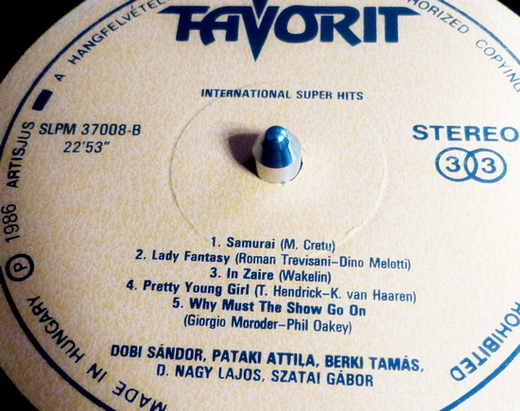 FAVORIT
A HANGFELVÉTEL
COPYING
INTERNATIONAL SUPER HITS
SLPM 37008-B
22'53"
STEREO
33
1. Samurai (M. Cretu)
2. Lady Fantasy (Roman Trevisani–Dino Melotti)
3. In Zaire (Wakelin)
4. Pretty Young Girl (T. Hendrick–K. van Haaren)
5. Why Must The Show Go On
(Giorgio Moroder–Phil Oakey)
DOBI SÁNDOR, PATAKI ATTILA, BERKI TAMÁS,
D. NAGY LAJOS, SZATAI GÁBOR
Ⓟ 1986 ARTISJUS
MADE IN HUNGARY